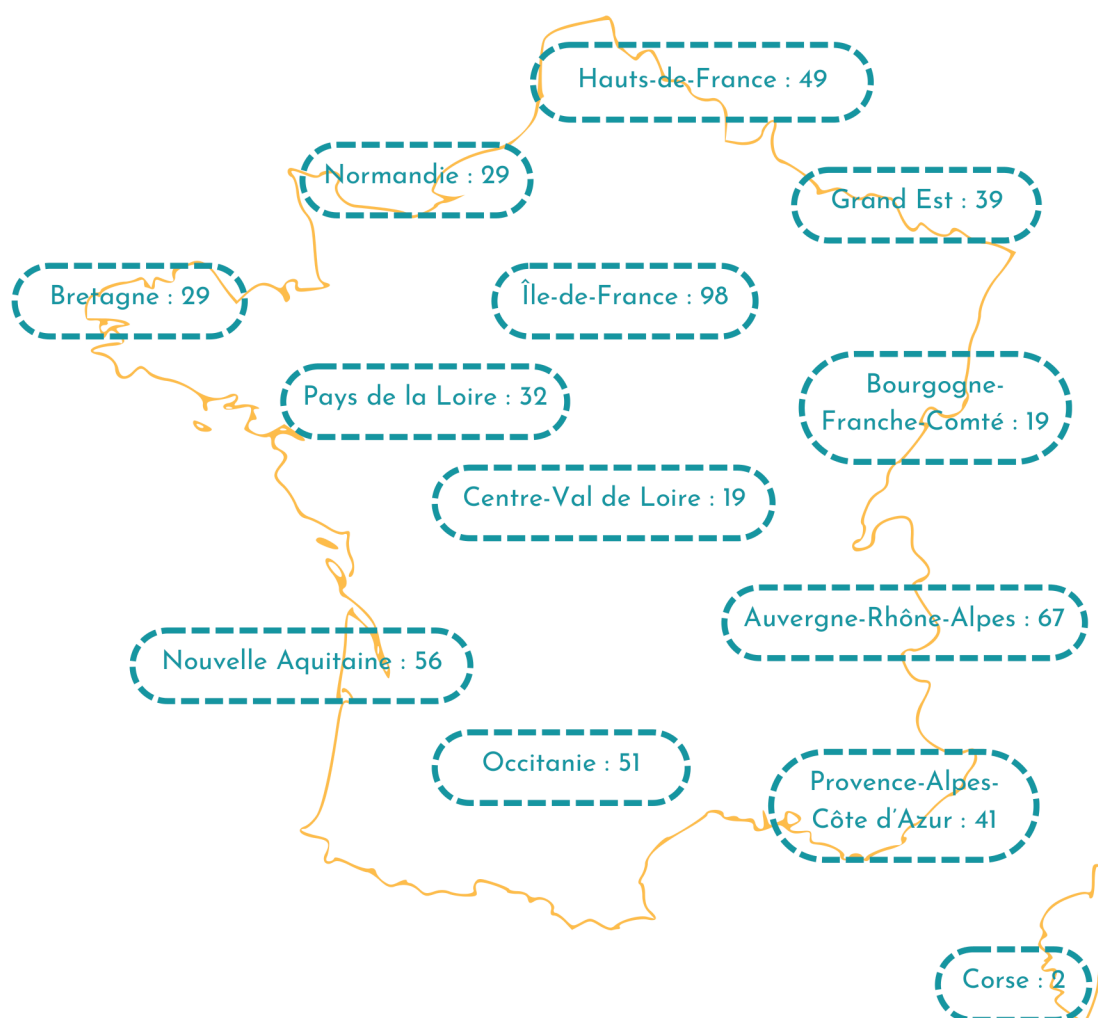 Hauts-de-France : 49
Normandie : 29
Grand Est : 39
Bretagne : 29
Île-de-France : 98
Pays de la Loire : 32
Bourgogne-
Franche-Comté : 19
Centre-Val de Loire : 19
Auvergne-Rhône-Alpes : 67
Nouvelle Aquitaine : 56
Occitanie : 51
Provence-Alpes-
Côte d’Azur : 41
Corse : 2